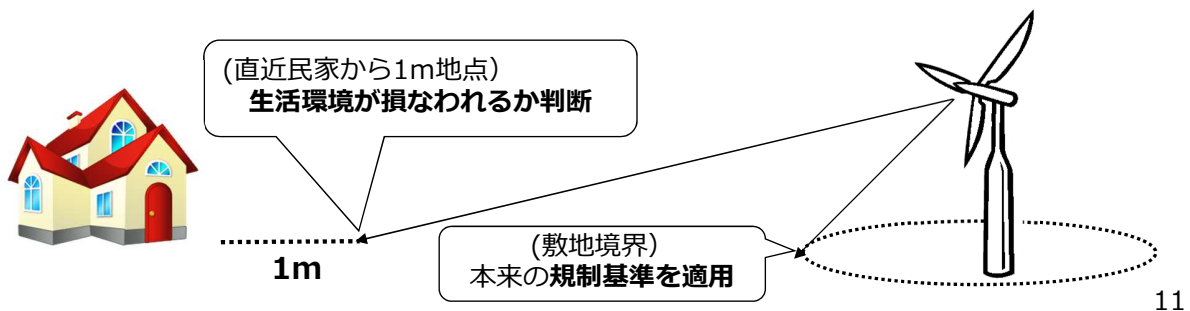 (直近民家から1m地点）
生活環境が損なわれるか判断
1m
(敷地境界）
本来の規制基準を適用
11